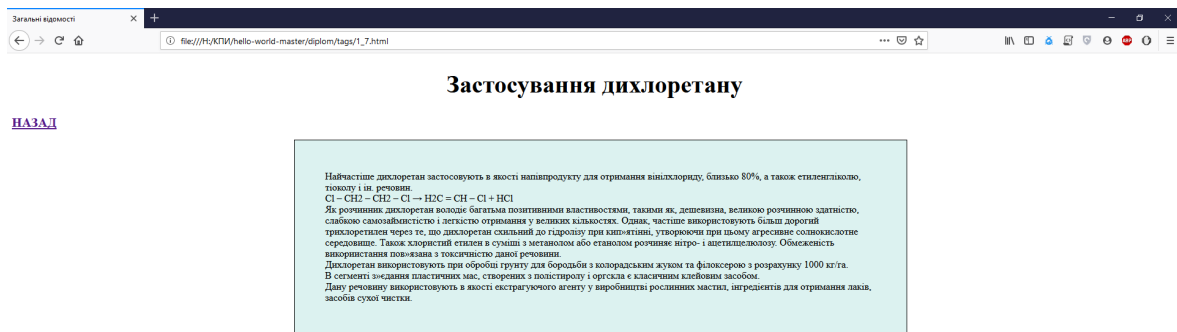 Загальні відомості
file:///H:/КПИ/hello-world-master/diplom/tags/1_7.html
Застосування дихлоретану
НАЗАД
Найчастіше дихлоретан застосовують в якості напівпродукту для отримання вінілхлориду, близько 80%, а також етиленгліколю,
тіоколу і ін. речовин.
Cl – CH2 – CH2 – Cl → H2C = CH – Cl + HCl
Як розчинник дихлоретан володіє багатьма позитивними властивостями, такими як, дешевизна, великою розчинною здатністю,
слабкою самозаймистістю і легкістю отримання у великих кількостях. Однак, частіше використовують більш дорогий
трихлоретилен через те, що дихлоретан схильний до гідролізу при кип»ятінні, утворюючи при цьому агресивне солнокислотне
середовище. Також хлористий етилен в суміші з метанолом або етанолом розчиняє нітро- і ацетилцелюлозу. Обмеженість
викориистання пов»язана з токсичністю даної речовини.
Дихлоретан використовують при обробці грунту для бородьби з колорадським жуком та філоксерою з розрахунку 1000 кг/га.
В сегменті з»єдання пластичних мас, створених з полістиролу і оргскла є класичним клейовим засобом.
Дану речовину використовують в якості екстрагуючого агенту у виробництві рослинних мастил, інгредієнтів для отримання лаків,
засобів сухої чистки.